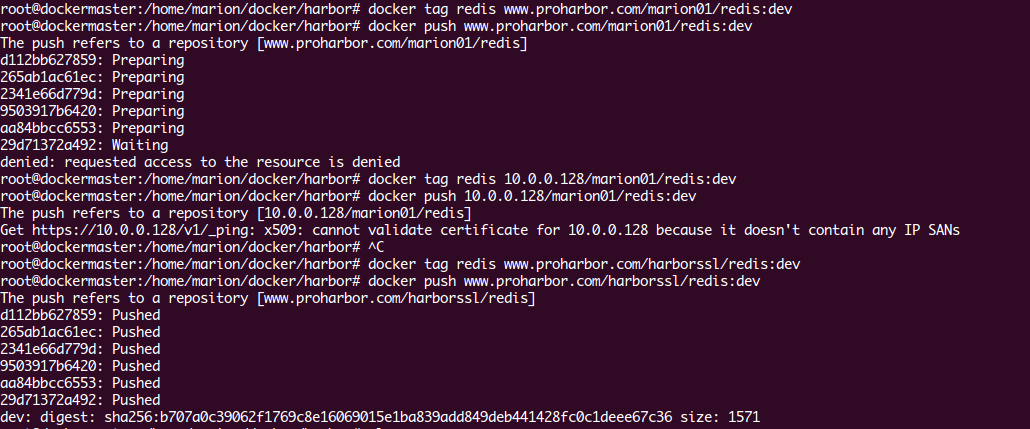 root@dockermaster:/home/marion/docker/harbor# docker tag redis www.proharbor.com/marion01/redis:dev
root@dockermaster:/home/marion/docker/harbor# docker push www.proharbor.com/marion01/redis:dev
The push refers to a repository [www.proharbor.com/marion01/redis]
d112bb627859: Preparing
265ab1ac61ec: Preparing
2341e66d779d: Preparing
9503917b6420: Preparing
aa84bbcc6553: Preparing
29d71372a492: Waiting
denied: requested access to the resource is denied
root@dockermaster:/home/marion/docker/harbor# docker tag redis 10.0.0.128/marion01/redis:dev
root@dockermaster:/home/marion/docker/harbor# docker push 10.0.0.128/marion01/redis:dev
The push refers to a repository [10.0.0.128/marion01/redis]
Get https://10.0.0.128/v1/_ping: x509: cannot validate certificate for 10.0.0.128 because it doesn't contain any IP SANs
root@dockermaster:/home/marion/docker/harbor# ^C
root@dockermaster:/home/marion/docker/harbor# docker tag redis www.proharbor.com/harborssl/redis:dev
root@dockermaster:/home/marion/docker/harbor# docker push www.proharbor.com/harborssl/redis:dev
The push refers to a repository [www.proharbor.com/harborssl/redis]
d112bb627859: Pushed
265ab1ac61ec: Pushed
2341e66d779d: Pushed
9503917b6420: Pushed
aa84bbcc6553: Pushed
29d71372a492: Pushed
dev: digest: sha256:b707a0c39062f1769c8e16069015e1ba839add849deb441428fc0c1deee67c36 size: 1571